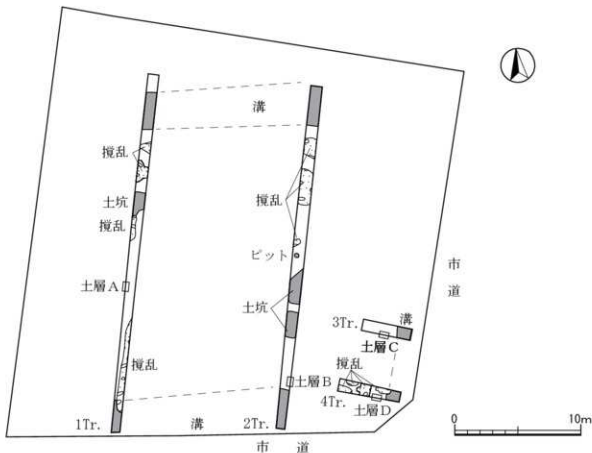 溝
撹乱
土坑
撹乱
撹乱
ピット
土層A
市道
土坑
3Tr.
溝
土層C
撹乱
撹乱
土層B
4Tr.
土層D
1Tr.
溝
2Tr.
市道
0
10m